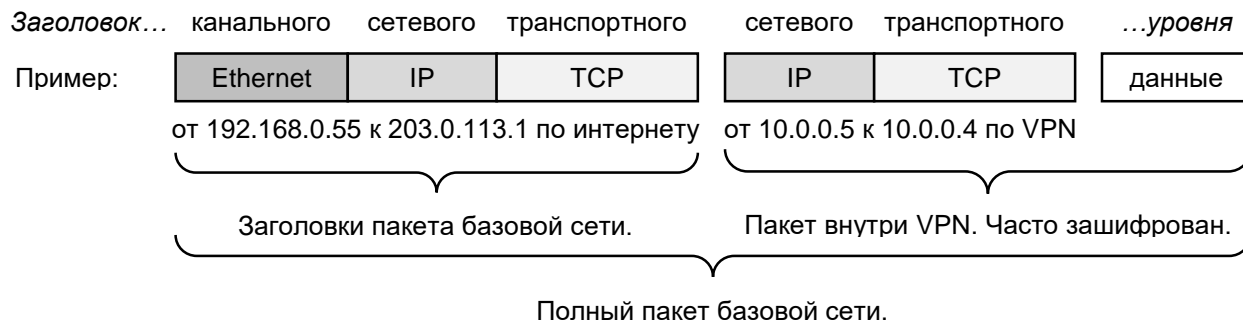 Заголовок… канального сетевого транспортного сетевого транспортного …уровня
Пример: Ethernet IP TCP IP TCP данные
от 192.168.0.55 к 203.0.113.1 по интернету от 10.0.0.5 к 10.0.0.4 по VPN
Заголовки пакета базовой сети. Пакет внутри VPN. Часто зашифрован.
Полный пакет базовой сети.